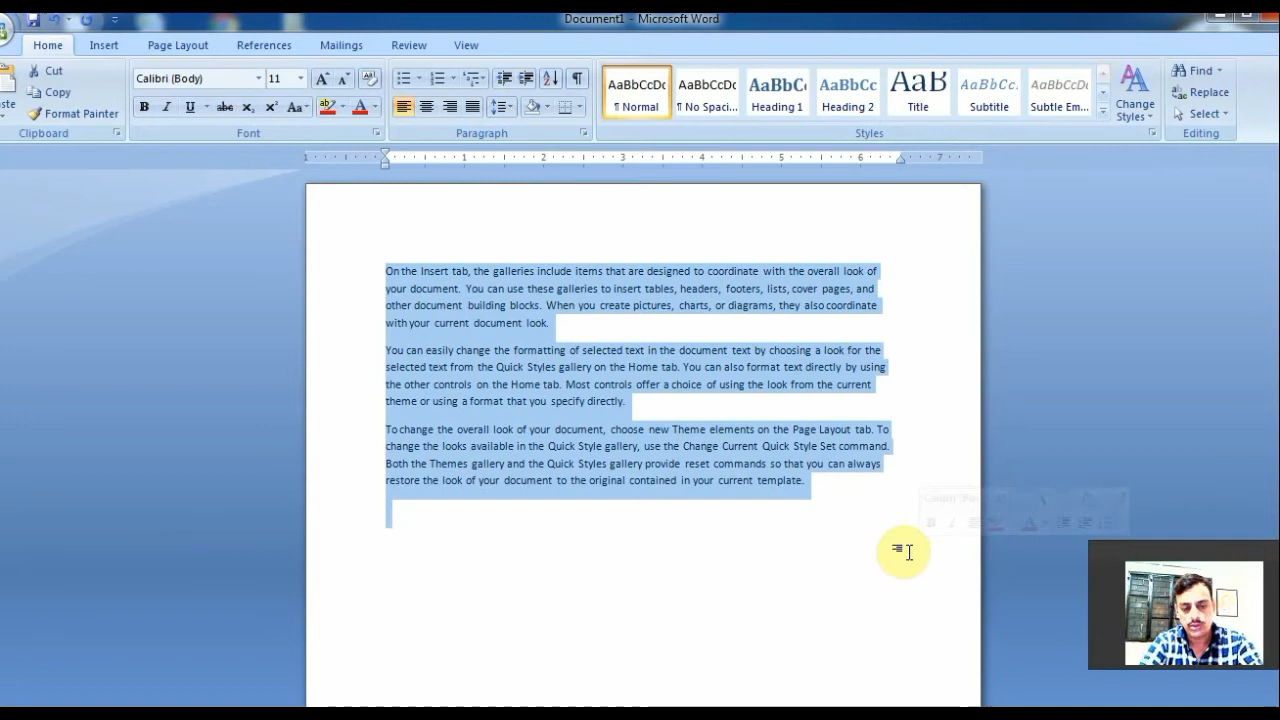 Document1 - Microsoft Word
Home Insert Page Layout References Mailings Review View
Cut
Copy
Format Painter
Clipboard
Calibri (Body) 11
B I U abc X₂ X² Aa
Font
Paragraph
AaBbCcDc AaBbCcDc AaBbC AaBbCc AaB AaBbCc. AaBbCcDc
¶ Normal ¶ No Spaci... Heading 1 Heading 2 Title Subtitle Subtle Em...
Change
Styles
Styles
Find
Replace
Select
Editing
1 1 2 3 4 5 6 7
On the Insert tab, the galleries include items that are designed to coordinate with the overall look of
your document. You can use these galleries to insert tables, headers, footers, lists, cover pages, and
other document building blocks. When you create pictures, charts, or diagrams, they also coordinate
with your current document look.
You can easily change the formatting of selected text in the document text by choosing a look for the
selected text from the Quick Styles gallery on the Home tab. You can also format text directly by using
the other controls on the Home tab. Most controls offer a choice of using the look from the current
theme or using a format that you specify directly.
To change the overall look of your document, choose new Theme elements on the Page Layout tab. To
change the looks available in the Quick Style gallery, use the Change Current Quick Style Set command.
Both the Themes gallery and the Quick Styles gallery provide reset commands so that you can always
restore the look of your document to the original contained in your current template.